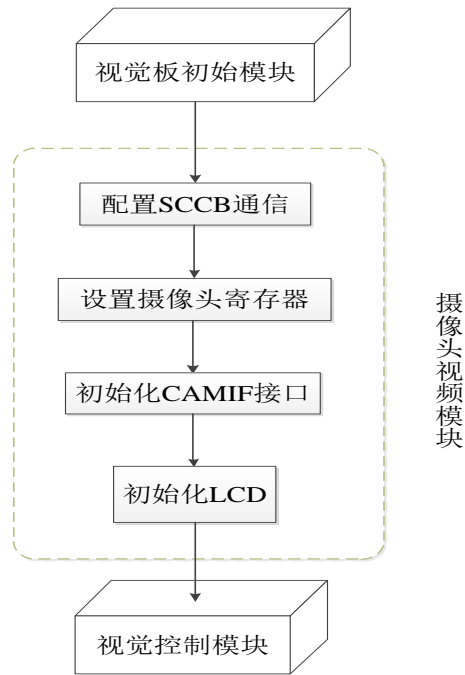 视觉板初始模块
配置SCCB通信
设置摄像头寄存器
初始化CAMIF接口
初始化LCD
视觉控制模块
摄像头视频模块